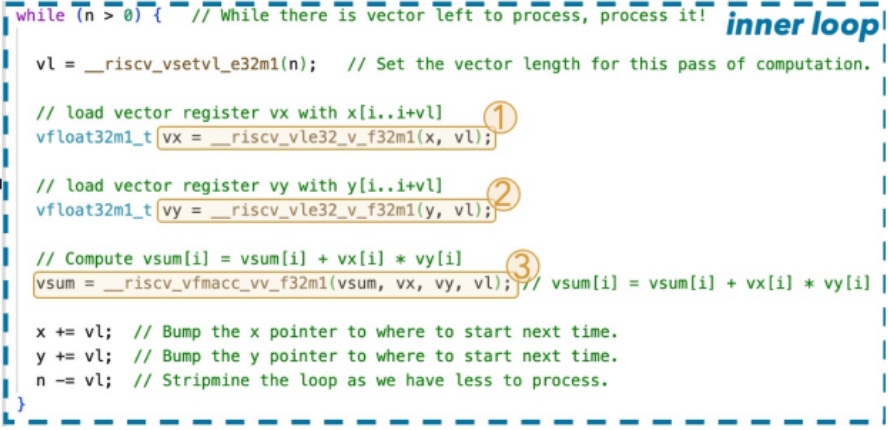 while (n > 0) { // While there is vector left to process, process it!
inner loop
vl = __riscv_vsetvl_e32m1(n); // Set the vector length for this pass of computation.
// load vector register vx with x[i..i+vl]
1
vfloat32m1_t vx = __riscv_vle32_v_f32m1(x, vl);
// load vector register vy with y[i..i+vl]
2
vfloat32m1_t vy = __riscv_vle32_v_f32m1(y, vl);
// Compute vsum[i] = vsum[i] + vx[i] * vy[i]
3
vsum = __riscv_vfmacc_vv_f32m1(vsum, vx, vy, vl); // vsum[i] = vsum[i] + vx[i] * vy[i]
x += vl; // Bump the x pointer to where to start next time.
y += vl; // Bump the y pointer to where to start next time.
n -= vl; // Stripmine the loop as we have less to process.
}